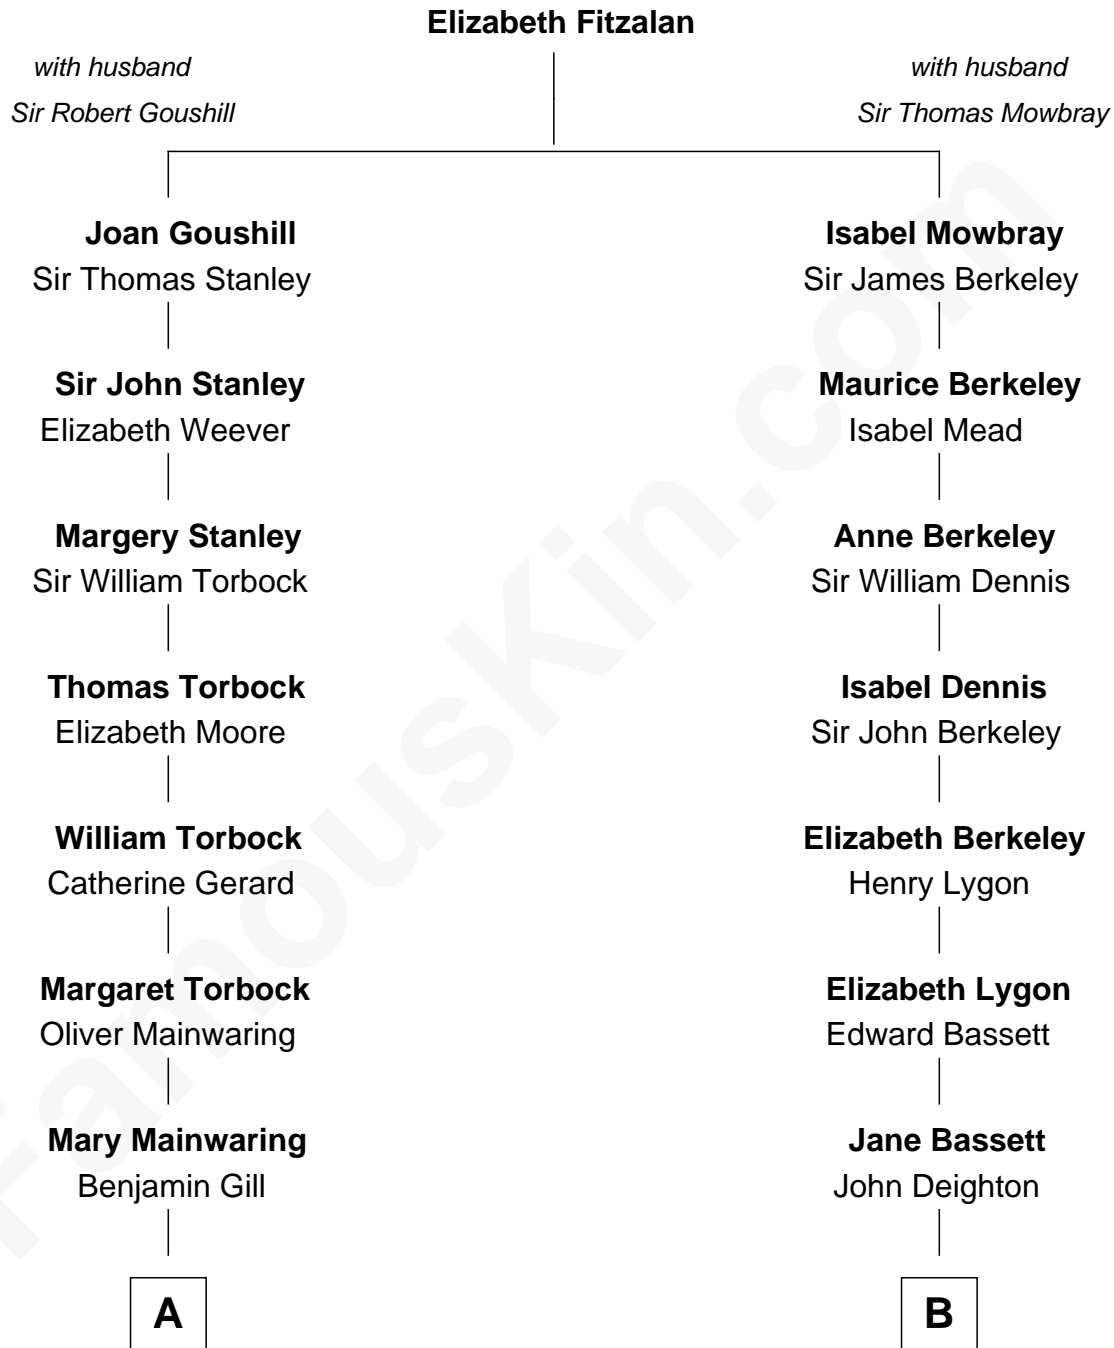 Elizabeth Fitzalan
with husband
Sir Robert Goushill
with husband
Sir Thomas Mowbray
Joan Goushill
Sir Thomas Stanley
Isabel Mowbray
Sir James Berkeley
Sir John Stanley
Elizabeth Weever
Maurice Berkeley
Isabel Mead
Margery Stanley
Sir William Torbock
Anne Berkeley
Sir William Dennis
Thomas Torbock
Elizabeth Moore
Isabel Dennis
Sir John Berkeley
William Torbock
Catherine Gerard
Elizabeth Berkeley
Henry Lygon
Margaret Torbock
Oliver Mainwaring
Elizabeth Lygon
Edward Bassett
Mary Mainwaring
Benjamin Gill
Jane Bassett
John Deighton
A
B
FamousKin.com